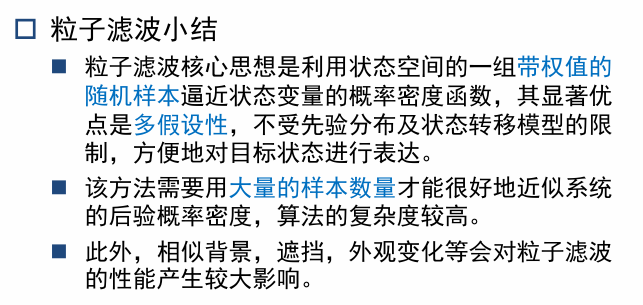 粒子滤波小结
粒子滤波核心思想是利用状态空间的一组带权值的
随机样本逼近状态变量的概率密度函数，其显著优
点是多假设性，不受先验分布及状态转移模型的限
制，方便地对目标状态进行表达。
该方法需要用大量的样本数量才能很好地近似系统
的后验概率密度，算法的复杂度较高。
此外，相似背景，遮挡，外观变化等会对粒子滤波
的性能产生较大影响。